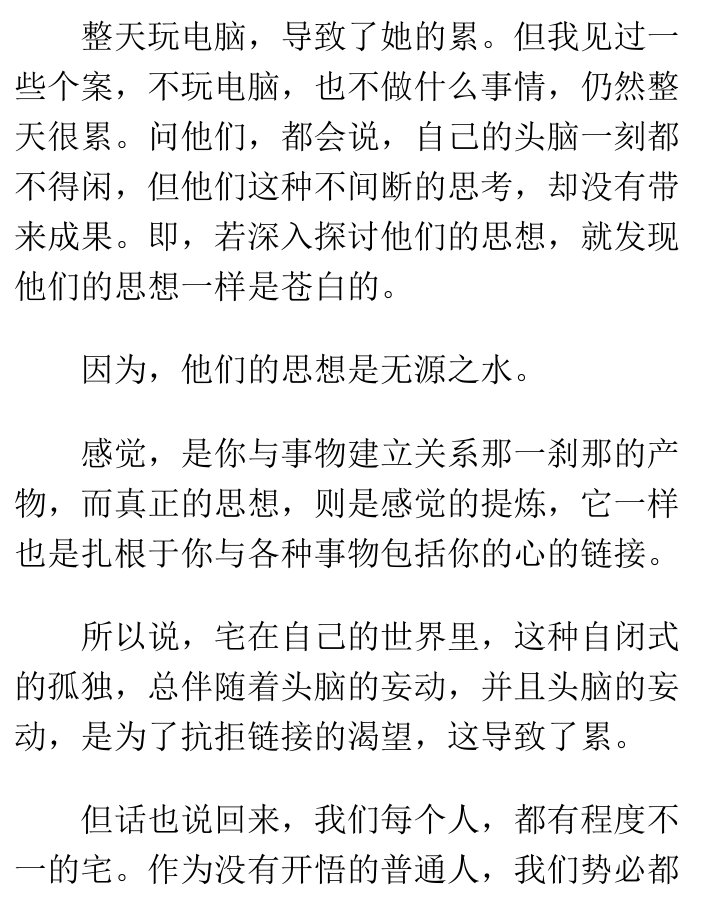 整天玩电脑，导致了她的累。但我见过一
些个案，不玩电脑，也不做什么事情，仍然整
天很累。问他们，都会说，自己的头脑一刻都
不得闲，但他们这种不间断的思考，却没有带
来成果。即，若深入探讨他们的思想，就发现
他们的思想一样是苍白的。
因为，他们的思想是无源之水。
感觉，是你与事物建立关系那一刹那的产
物，而真正的思想，则是感觉的提炼，它一样
也是扎根于你与各种事物包括你的心的链接。
所以说，宅在自己的世界里，这种自闭式
的孤独，总伴随着头脑的妄动，并且头脑的妄
动，是为了抗拒链接的渴望，这导致了累。
但话也说回来，我们每个人，都有程度不
一的宅。作为没有开悟的普通人，我们势必都